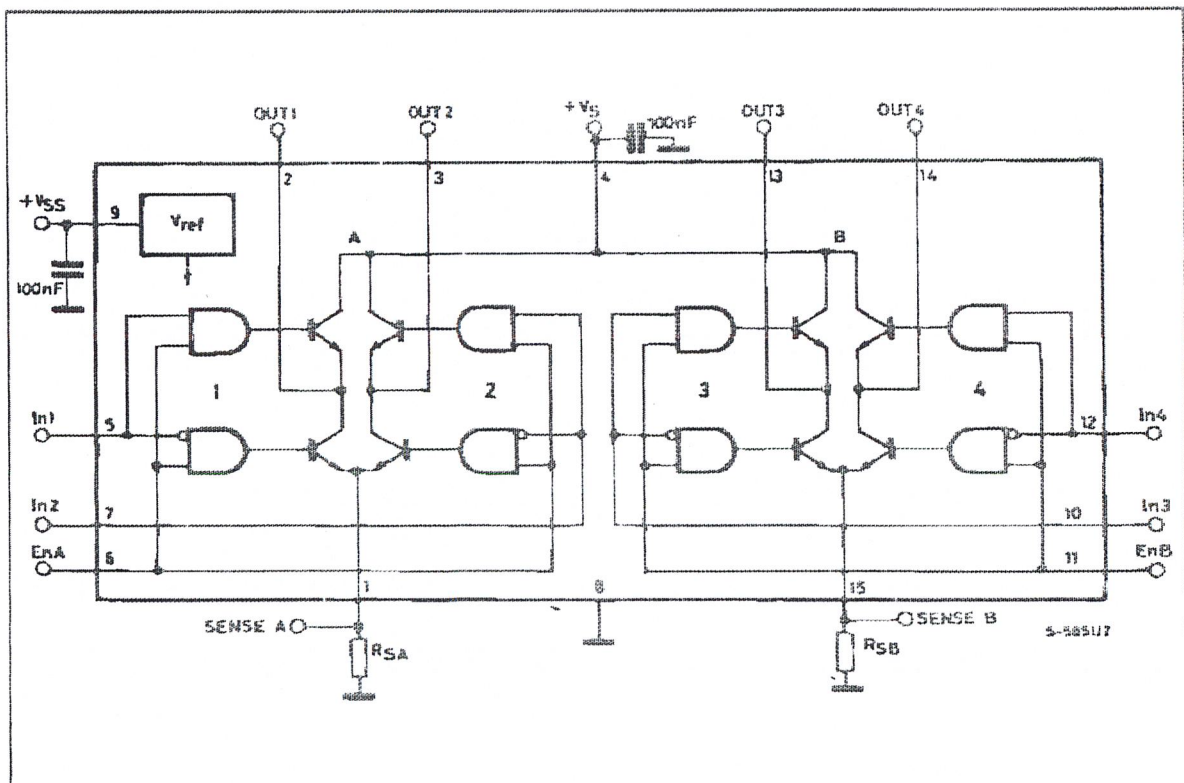 OUT1 OUT2 +VS 100nF OUT3 OUT4
2 3 4 13 14
+VSS 9 Vref
A B
100nF
1 2 3 4
In1 5 12 In4
In2 7 10 In3
EnA 6 11 EnB
1 8 15
SENSE A SENSE B
RSA RSB
S-5851/2